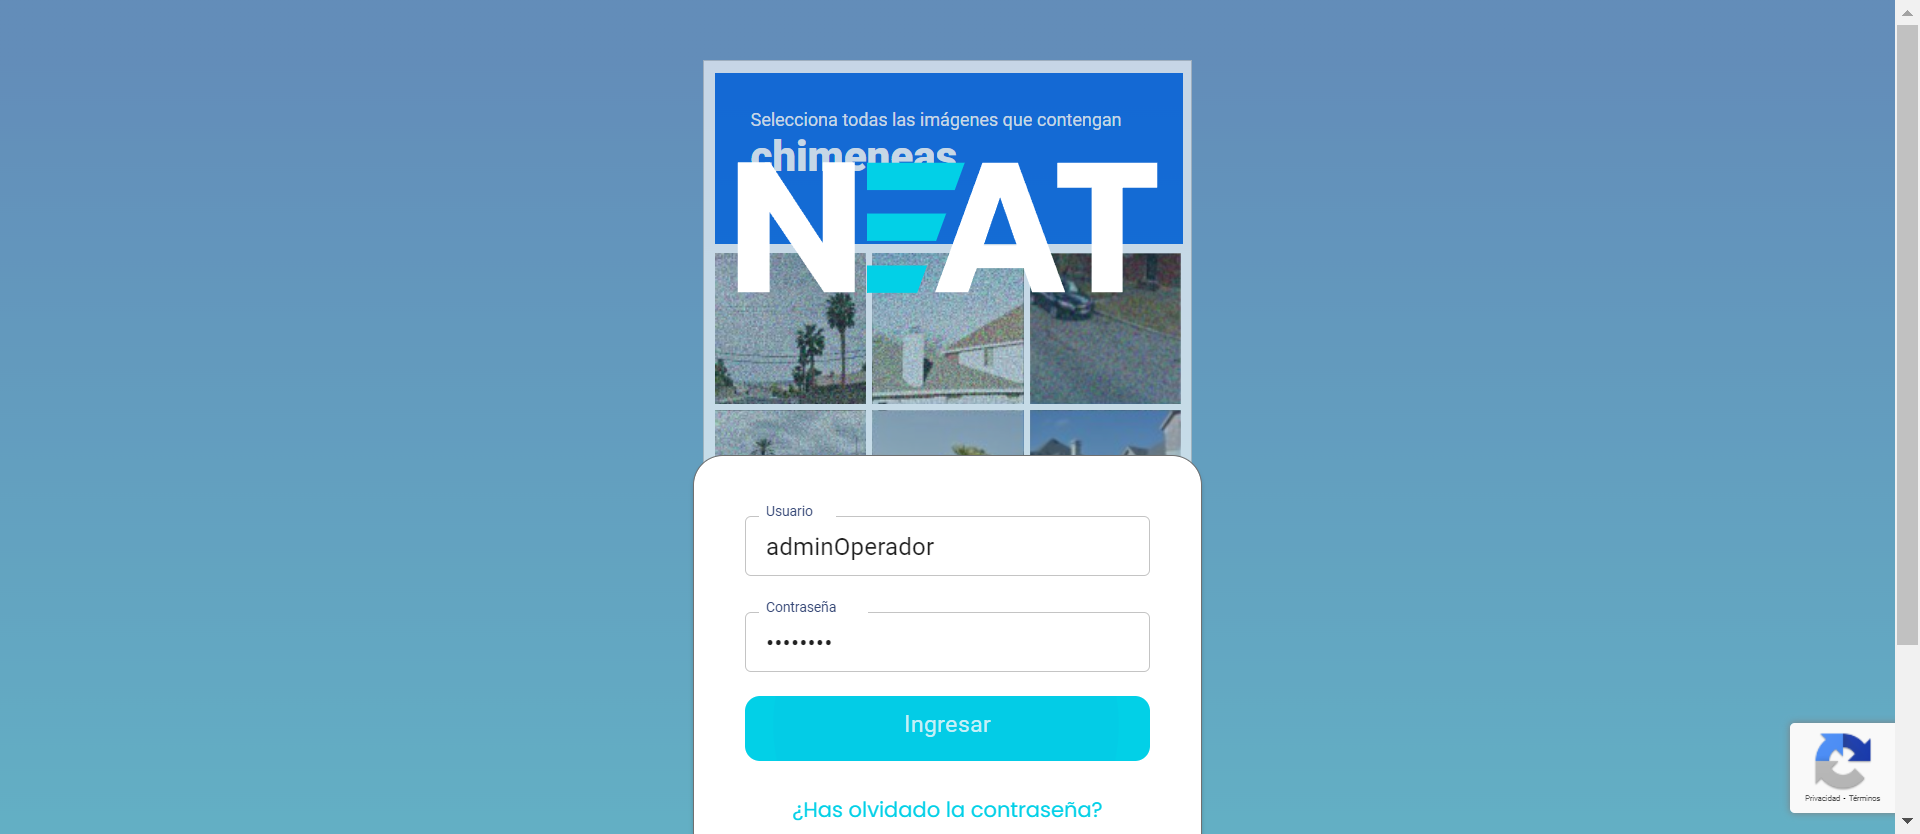 Selecciona todas las imágenes que contengan
chimeneas
NEAT
Usuario
adminOperador
Contraseña
••••••••
Ingresar
¿Has olvidado la contraseña?
Privacidad - Términos